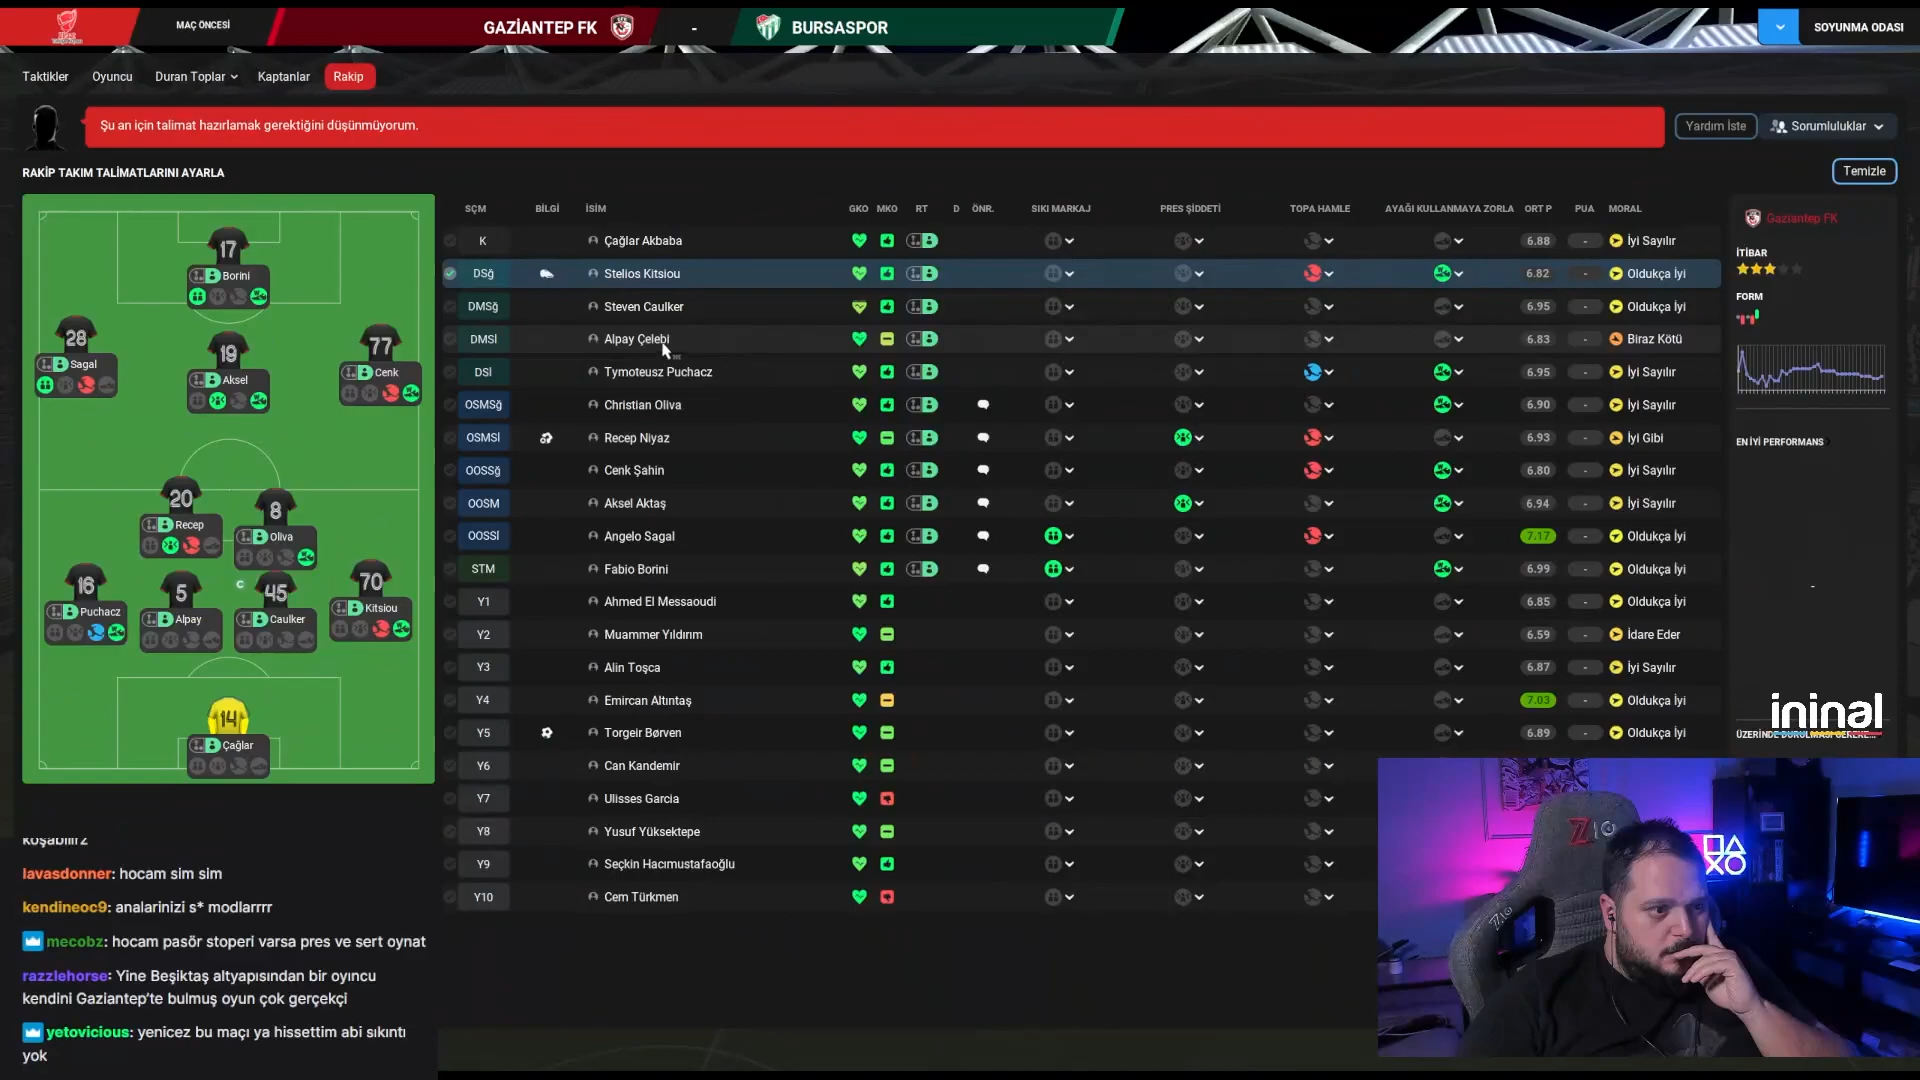 MAÇ ÖNCESİ
GAZİANTEP FK
-
BURSASPOR
SOYUNMA ODASI
Taktikler
Oyuncu
Duran Toplar
Kaptanlar
Rakip
Şu an için talimat hazırlamak gerektiğini düşünmüyorum.
Yardım İste
Sorumluluklar
RAKİP TAKIM TALİMATLARINI AYARLA
Temizle
17
Borini
28
Sagal
19
Aksel
77
Cenk
20
Recep
8
Oliva
16
Puchacz
5
Alpay
C
45
Caulker
70
Kitsiou
14
Çağlar
SÇM BİLGİ İSİM GKO MKO RT D ÖNR. SIKI MARKAJ PRES ŞİDDETİ TOPA HAMLE AYAĞI KULLANMAYA ZORLA ORT P PUA MORAL
K Çağlar Akbaba 6.88 - İyi Sayılır
DSğ Stelios Kitsiou 6.82 - Oldukça İyi
DMSğ Steven Caulker 6.95 - Oldukça İyi
DMSl Alpay Çelebi 6.83 - Biraz Kötü
DSl Tymoteusz Puchacz 6.95 - İyi Sayılır
OSMSğ Christian Oliva 6.90 - İyi Sayılır
OSMSl Recep Niyaz 6.93 - İyi Gibi
OOSSğ Cenk Şahin 6.80 - İyi Sayılır
OOSM Aksel Aktaş 6.94 - İyi Sayılır
OOSSl Angelo Sagal 7.17 - Oldukça İyi
STM Fabio Borini 6.99 - Oldukça İyi
Y1 Ahmed El Messaoudi 6.85 - Oldukça İyi
Y2 Muammer Yıldırım 6.59 - İdare Eder
Y3 Alin Toşca 6.87 - İyi Sayılır
Y4 Emircan Altıntaş 7.03 - Oldukça İyi
Y5 Torgeir Børven 6.89 - Oldukça İyi
Y6 Can Kandemir
Y7 Ulisses Garcia
Y8 Yusuf Yüksektepe
Y9 Seçkin Hacımustafaoğlu
Y10 Cem Türkmen
Gaziantep FK
İTİBAR
FORM
EN İYİ PERFORMANS
-
ininal
ÜZERİNDE DURULMASI GEREKE...
koşabiliriz
lavasdonner: hocam sim sim
kendineoc9: analarinizi s* modlarrrr
mecobz: hocam pasör stoperi varsa pres ve sert oynat
razzlehorse: Yine Beşiktaş altyapısından bir oyuncu
kendini Gaziantep'te bulmuş oyun çok gerçekçi
yetovicious: yenicez bu maçı ya hissettim abi sıkıntı
yok